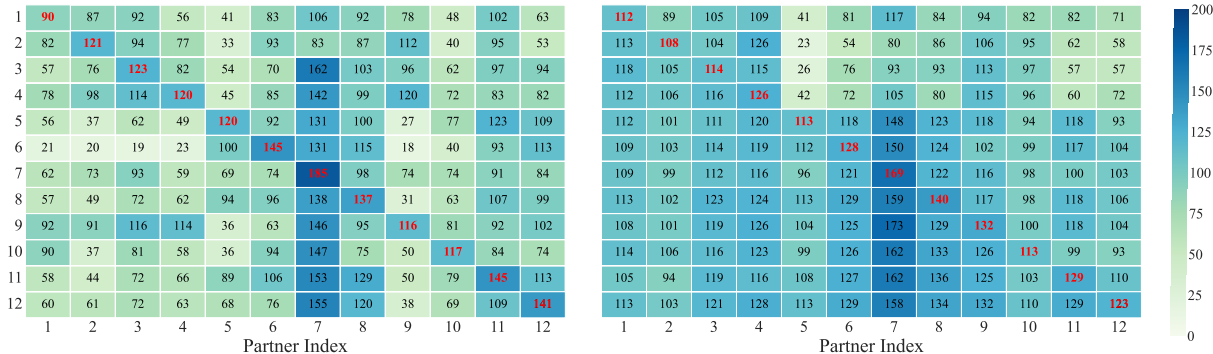 1 90 87 92 56 41 83 106 92 78 48 102 63
2 82 121 94 77 33 93 83 87 112 40 95 53
3 57 76 123 82 54 70 162 103 96 62 97 94
4 78 98 114 120 45 85 142 99 120 72 83 82
5 56 37 62 49 120 92 131 100 27 77 123 109
6 21 20 19 23 100 145 131 115 18 40 93 113
7 62 73 93 59 69 74 185 98 74 74 91 84
8 57 49 72 62 94 96 138 137 31 63 107 99
9 92 91 116 114 36 63 146 95 116 81 92 102
10 90 37 81 58 36 94 147 75 50 117 84 74
11 58 44 72 66 89 106 153 129 50 79 145 113
12 60 61 72 63 68 76 155 120 38 69 109 141
1 2 3 4 5 6 7 8 9 10 11 12
Partner Index
112 89 105 109 41 81 117 84 94 82 82 71
113 108 104 126 23 54 80 86 106 95 62 58
118 105 114 115 26 76 93 93 113 97 57 57
112 106 116 126 42 72 105 80 115 96 60 72
112 101 111 120 113 118 148 123 118 94 118 93
109 103 114 119 112 128 150 124 102 99 117 104
109 99 112 116 96 121 169 122 116 98 100 103
113 102 123 124 113 129 159 140 117 98 118 106
108 101 119 126 104 125 173 129 132 100 118 104
114 106 116 123 99 126 162 133 126 113 99 93
105 94 119 116 108 127 162 136 125 103 129 110
113 103 121 128 113 129 158 134 132 110 129 123
1 2 3 4 5 6 7 8 9 10 11 12
Partner Index
200
175
150
125
100
75
50
25
0